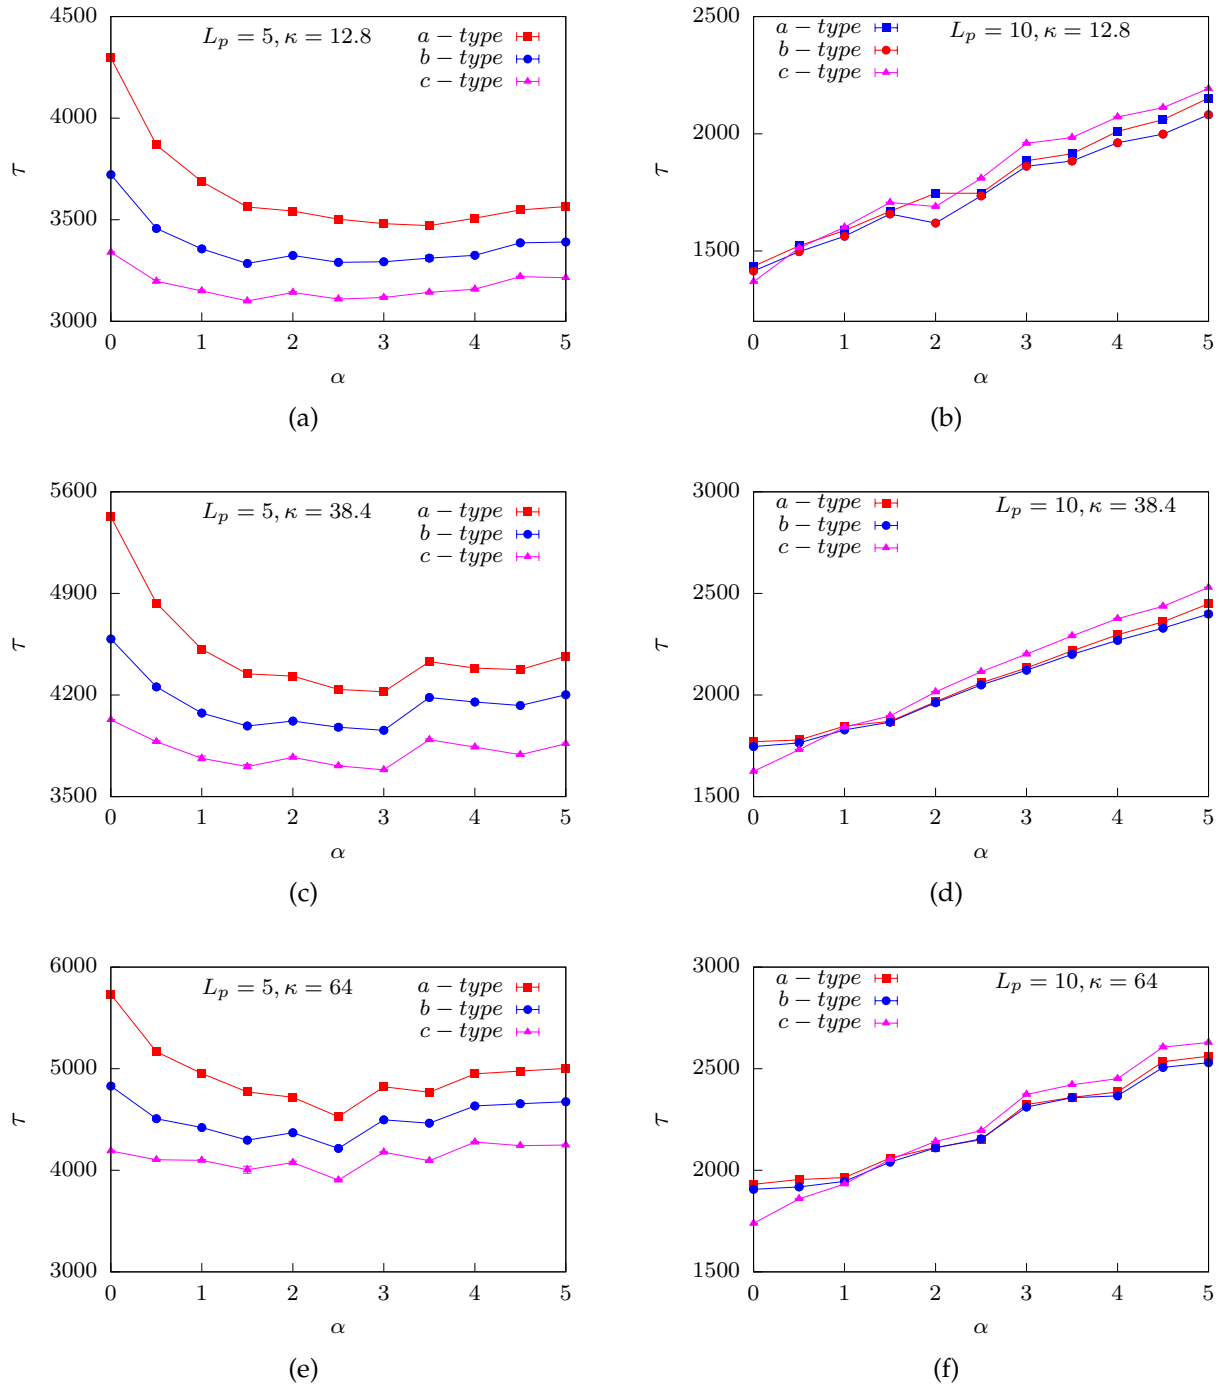 4500
4000
3500
3000
τ
L_p = 5, κ = 12.8
a − type
b − type
c − type
0 1 2 3 4 5
α
(a)
2500
2000
1500
τ
a − type
b − type
c − type
L_p = 10, κ = 12.8
0 1 2 3 4 5
α
(b)
5600
4900
4200
3500
τ
L_p = 5, κ = 38.4
a − type
b − type
c − type
0 1 2 3 4 5
α
(c)
3000
2500
2000
1500
τ
a − type
b − type
c − type
L_p = 10, κ = 38.4
0 1 2 3 4 5
α
(d)
6000
5000
4000
3000
τ
L_p = 5, κ = 64
a − type
b − type
c − type
0 1 2 3 4 5
α
(e)
3000
2500
2000
1500
τ
a − type
b − type
c − type
L_p = 10, κ = 64
0 1 2 3 4 5
α
(f)